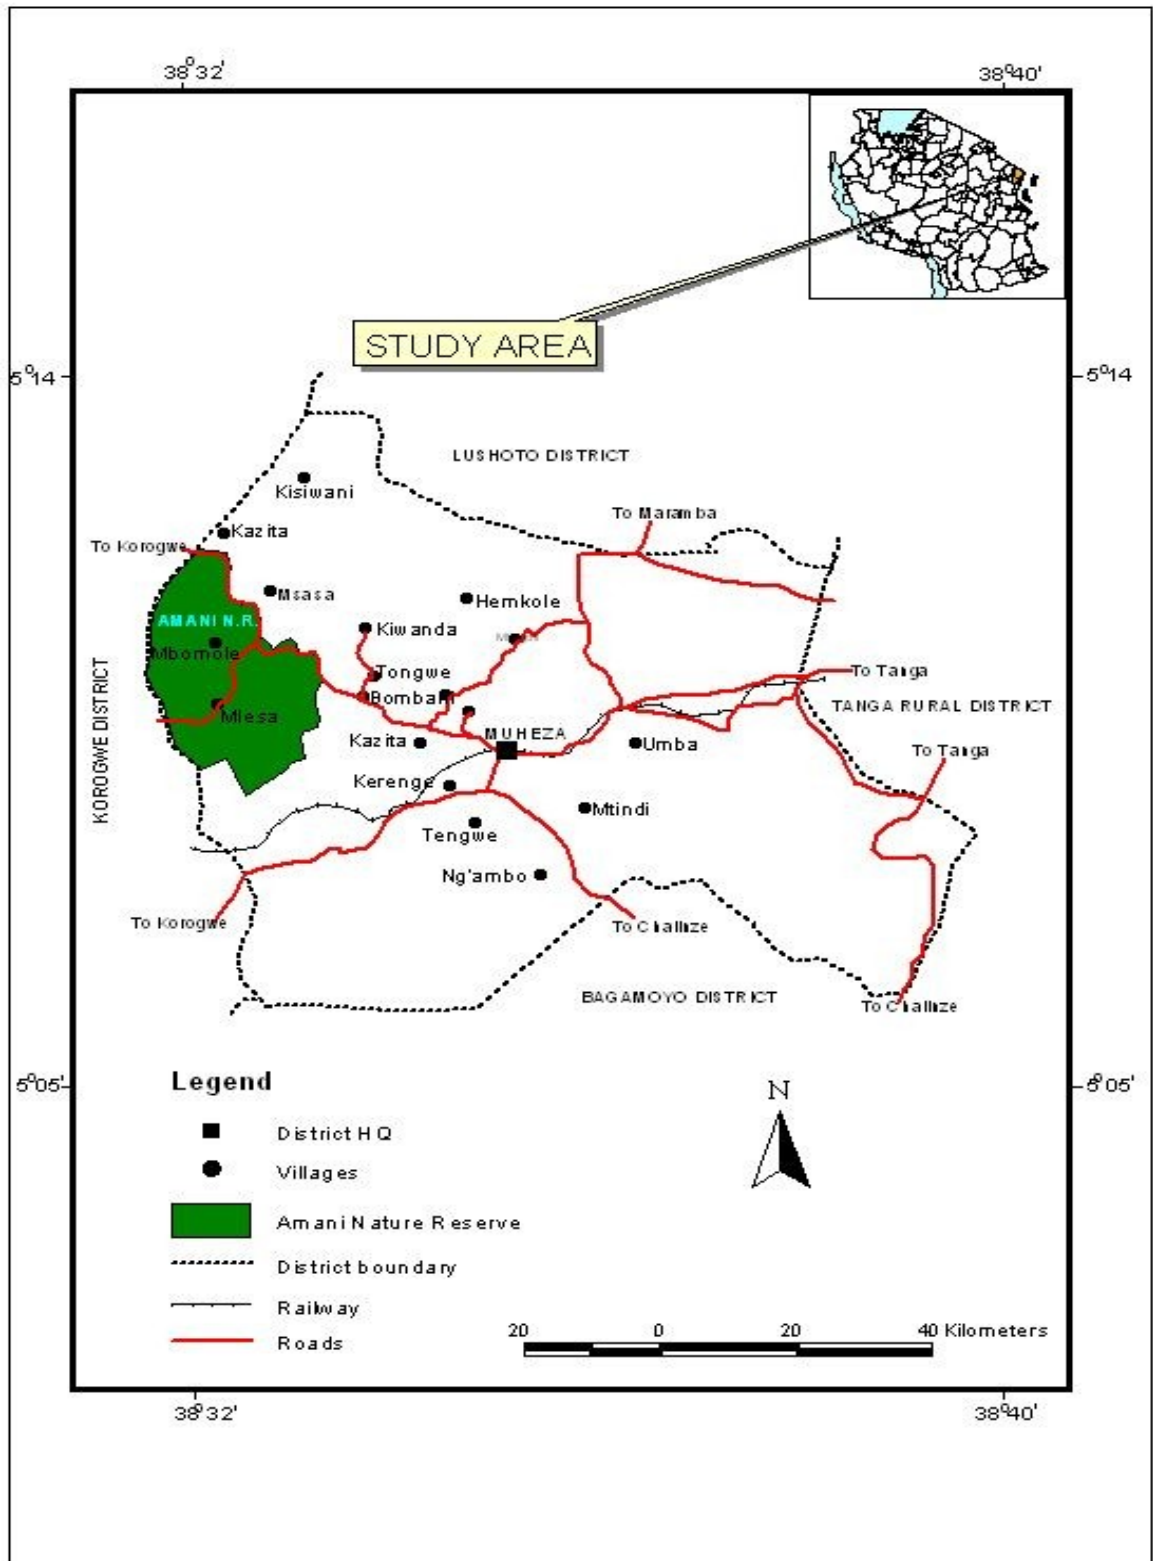 38°32'
38°40'
STUDY AREA
5°14
5°14
LUSHOTO DISTRICT
Kisiwani
To Maramba
Kazita
To Korogwe
Msasa
Hemkole
AMANI N.R.
Kiwanda
Mbomole
Tongwe
To Tanga
KOROGWE DISTRICT
Bombani
TANGA RURAL DISTRICT
Mlesa
MUHEZA
Kazita
Umba
To Tanga
Kerenge
Mtindi
Tengwe
Ng'ambo
To Korogwe
To Chalinze
BAGAMOYO DISTRICT
To Chalinze
5°05'
5°05'
Legend
N
District HQ
Villages
Amani Nature Reserve
District boundary
Railway
Roads
20 0 20 40 Kilometers
38°32'
38°40'